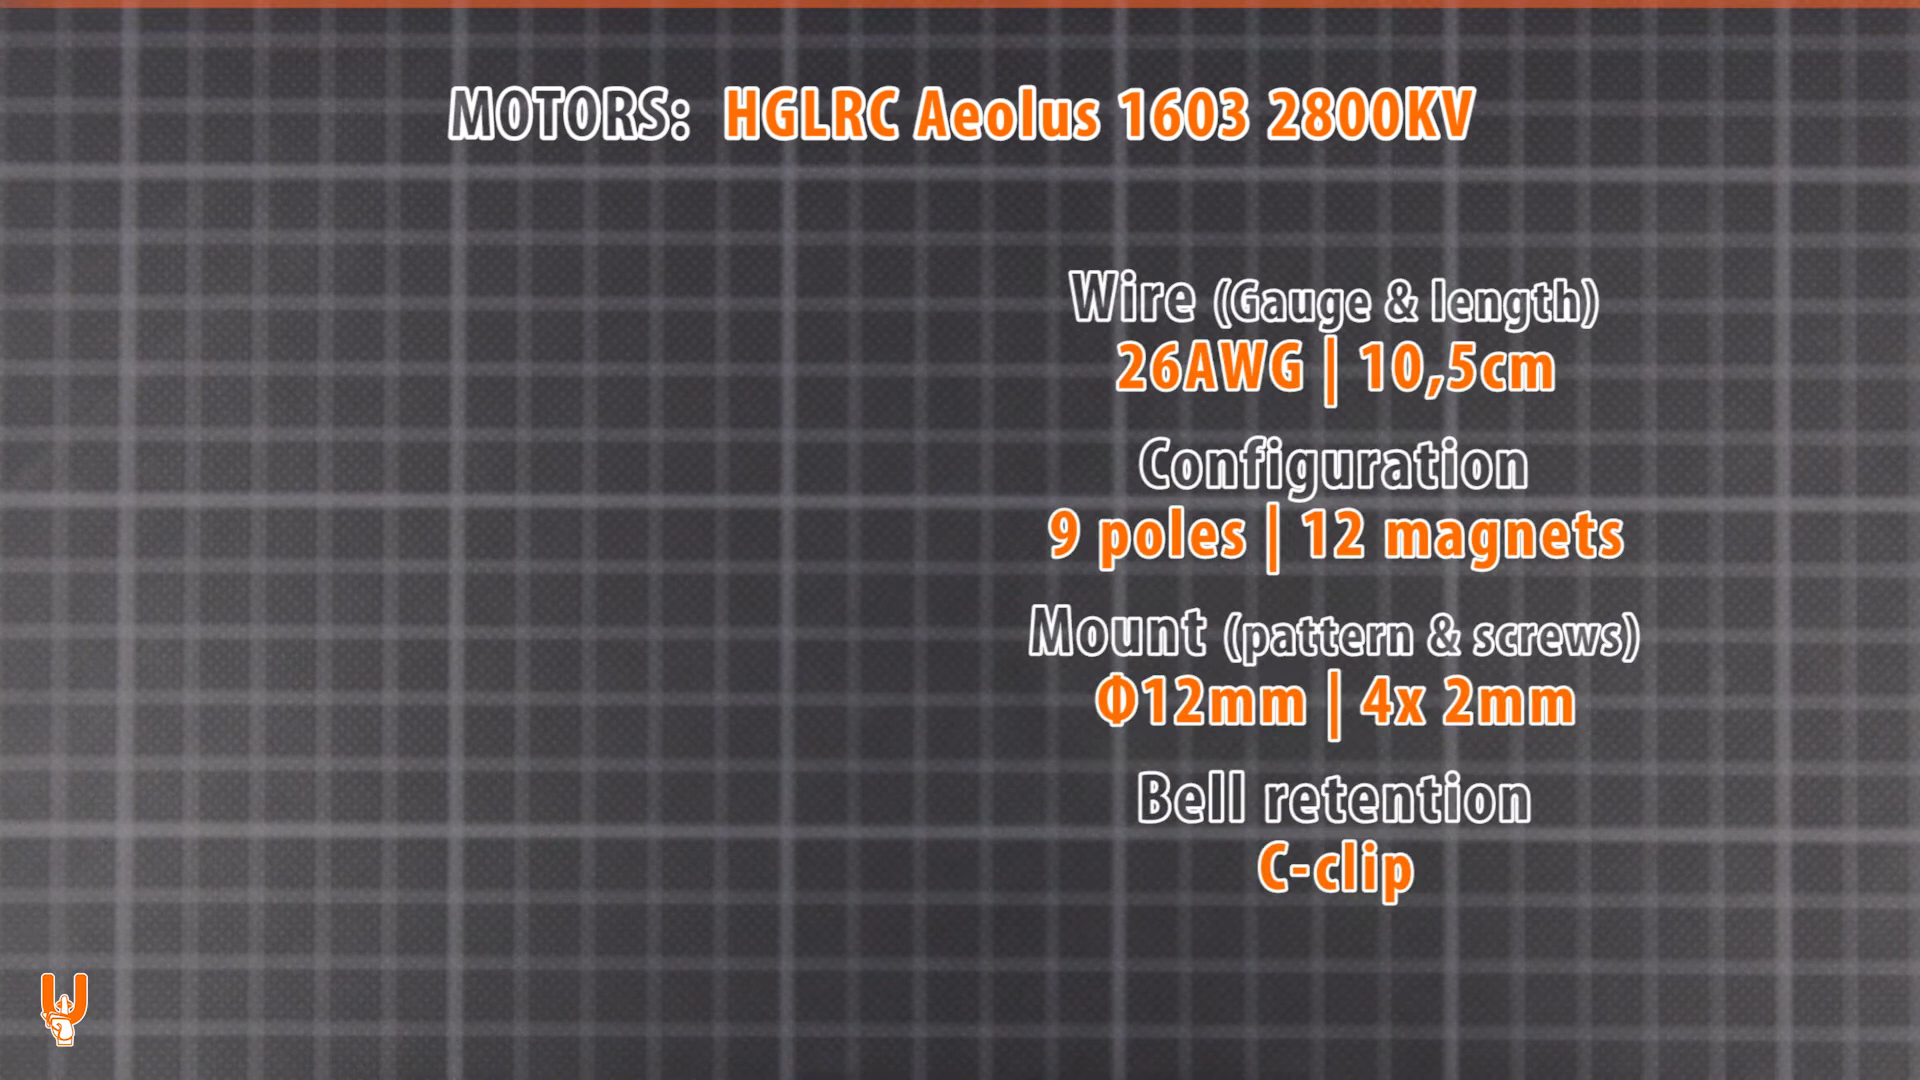 MOTORS: HGLRC Aeolus 1603 2800KV
Wire (Gauge & length)
26AWG | 10,5cm
Configuration
9 poles | 12 magnets
Mount (pattern & screws)
Φ12mm | 4x 2mm
Bell retention
C-clip